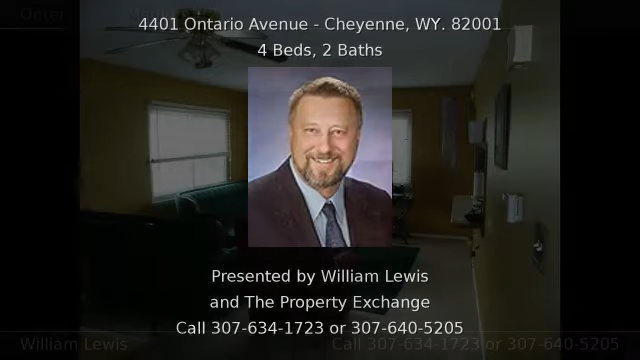 4401 Ontario Avenue - Cheyenne, WY. 82001
4 Beds, 2 Baths
Presented by William Lewis
and The Property Exchange
Call 307-634-1723 or 307-640-5205
William Lewis
Call 307-634-1723 or 307-640-5205